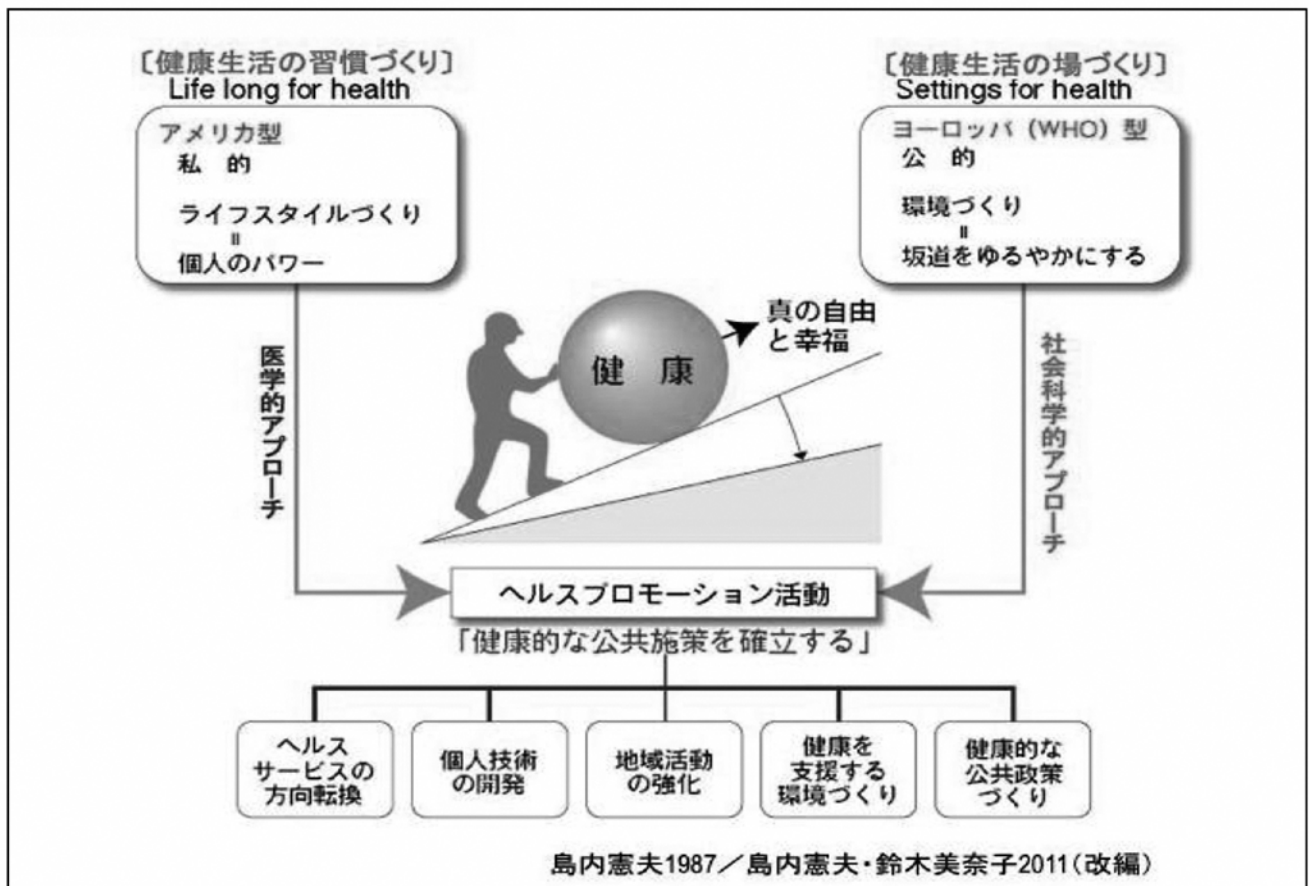 〔健康生活の習慣づくり〕
Life long for health
アメリカ型
私 的
ライフスタイルづくり
=
個人のパワー
〔健康生活の場づくり〕
Settings for health
ヨーロッパ（WHO）型
公 的
環境づくり
=
坂道をゆるやかにする
医学的アプローチ
健 康
真の自由
と幸福
社会科学的アプローチ
ヘルスプロモーション活動
「健康的な公共施策を確立する」
ヘルス
サービスの
方向転換
個人技術
の開発
地域活動
の強化
健康を
支援する
環境づくり
健康的な
公共政策
づくり
島内憲夫1987／島内憲夫・鈴木美奈子2011（改編）